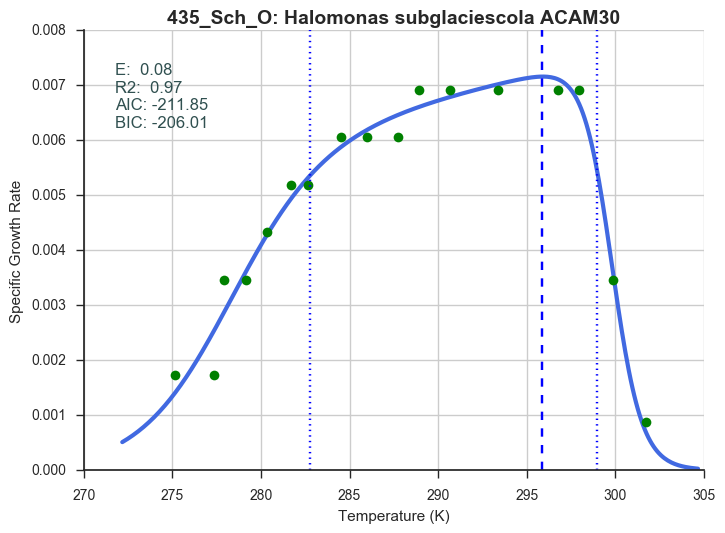 435_Sch_O: Halomonas subglaciescola ACAM30
E: 0.08
R2: 0.97
AIC: -211.85
BIC: -206.01
Specific Growth Rate
0.008
0.007
0.006
0.005
0.004
0.003
0.002
0.001
0.000
270 275 280 285 290 295 300 305
Temperature (K)